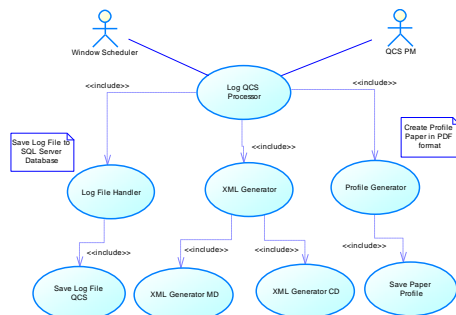 Window Scheduler
QCS PM
Log QCS
Processor
<<include>>
<<include>>
<<include>>
Save Log File to
SQL Server
Database
Create Profile
Paper in PDF
format
Log File Handler
XML Generator
Profile Generator
<<include>>
<<include>>
<<include>>
<<include>>
Save Log File
QCS
XML Generator MD
XML Generator CD
Save Paper
Profile